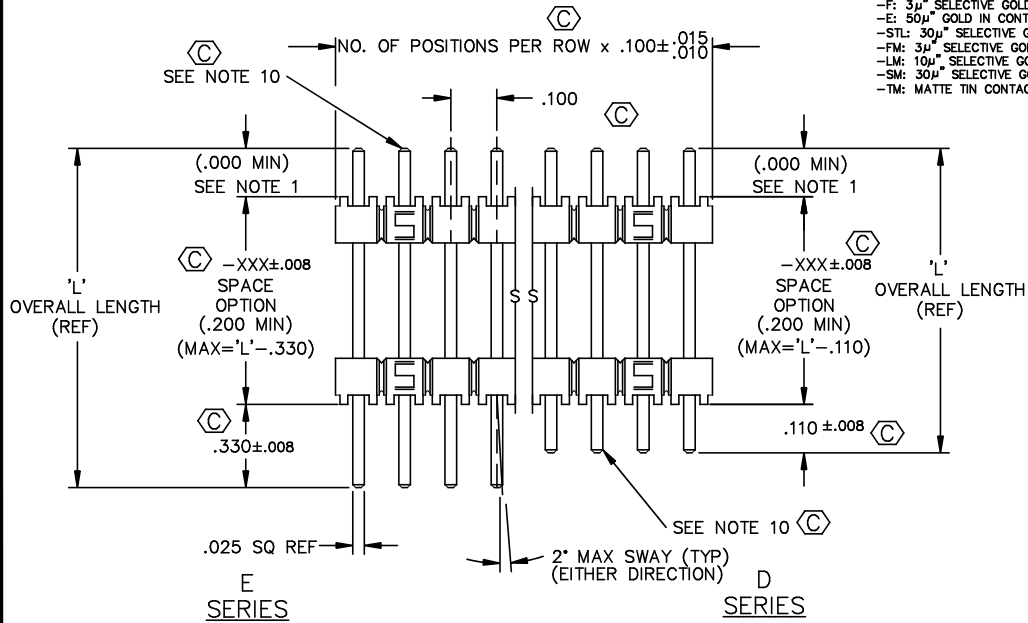 -F: 3µ" SELECTIVE GOLD
-E: 50µ" GOLD IN CONT
-STL: 30µ" SELECTIVE G
-FM: 3µ" SELECTIVE GOL
-LM: 10µ" SELECTIVE GO
-SM: 30µ" SELECTIVE GO
-TM: MATTE TIN CONTAC
C
NO. OF POSITIONS PER ROW x .100± .015
.010
C
SEE NOTE 10
.100
C
(.000 MIN)
SEE NOTE 1
(.000 MIN)
SEE NOTE 1
S
S
C -XXX±.008
SPACE
OPTION
(.200 MIN)
(MAX='L'-.330)
'L'
OVERALL LENGTH
(REF)
S S
C
-XXX±.008
SPACE
OPTION
(.200 MIN)
(MAX='L'-.110)
'L'
OVERALL LENGTH
(REF)
S
S
C
.330±.008
.110 ±.008 C
SEE NOTE 10 C
.025 SQ REF
2° MAX SWAY (TYP)
(EITHER DIRECTION)
E
SERIES
D
SERIES